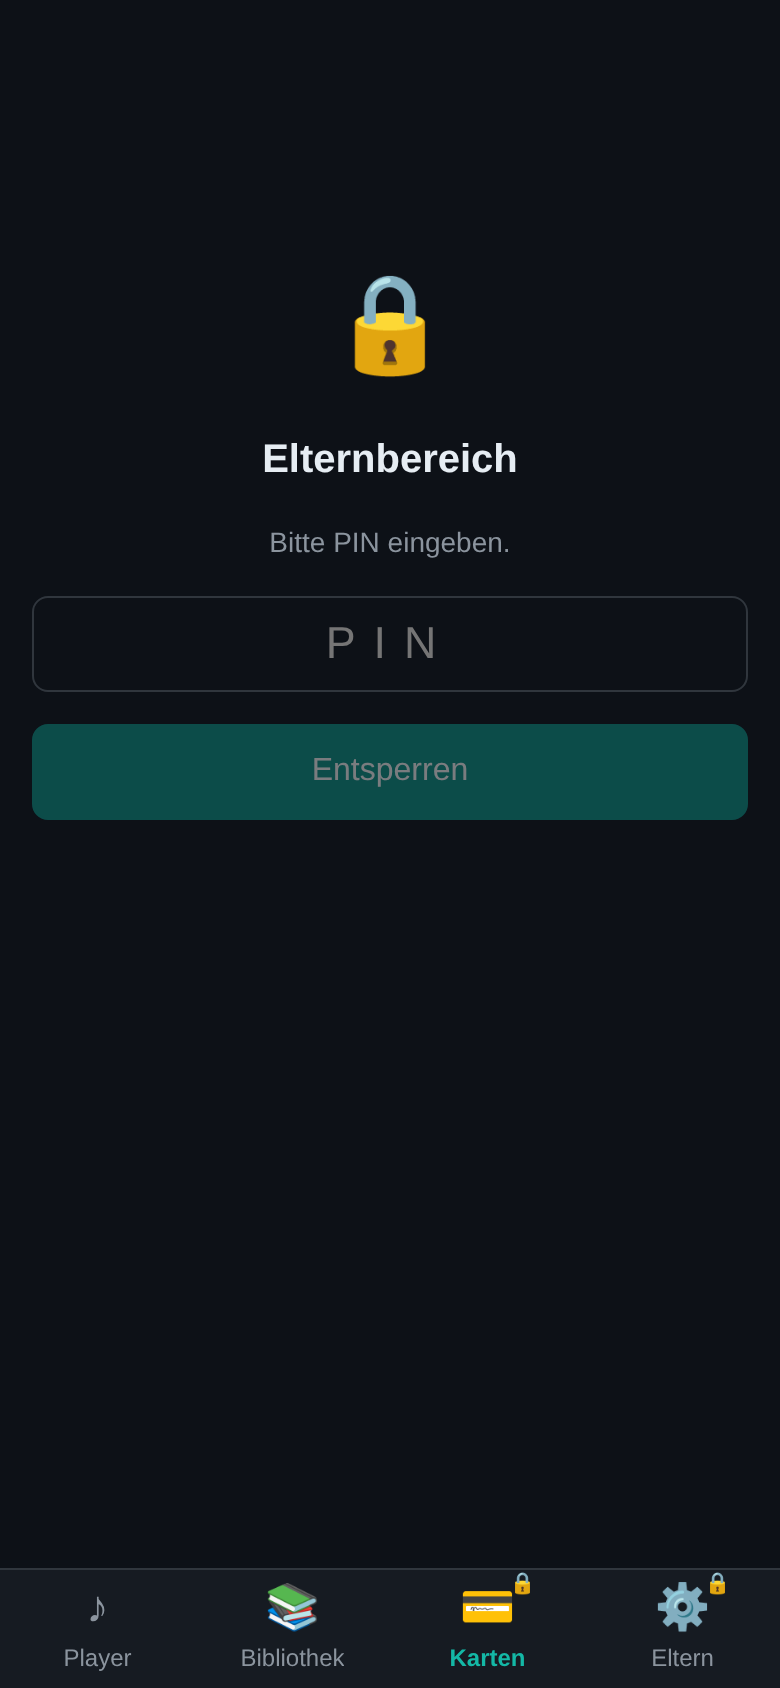 Elternbereich
Bitte PIN eingeben.
PIN
Entsperren
Player
Bibliothek
Karten
Eltern